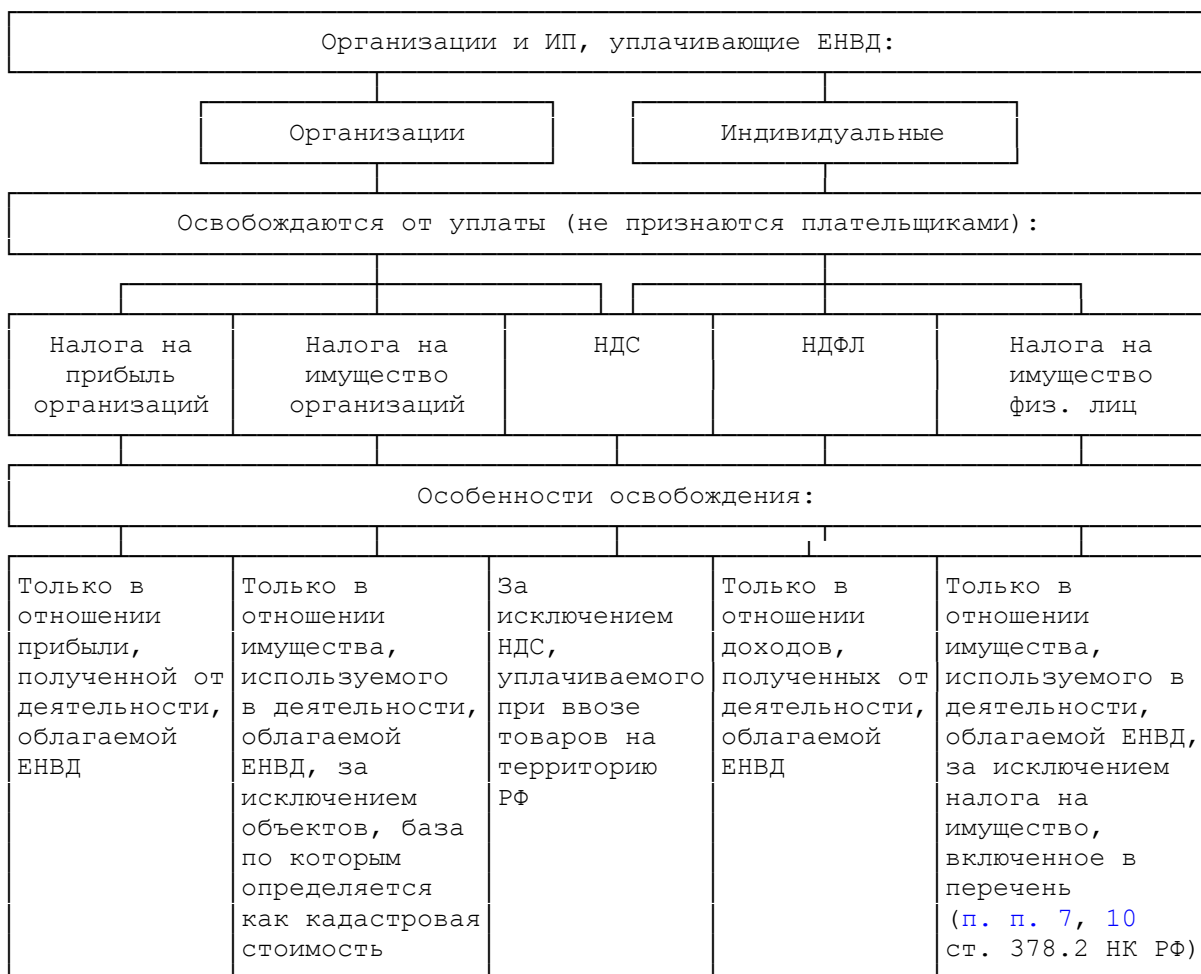 Организации и ИП, уплачивающие ЕНВД:
Организации
Индивидуальные
Освобождаются от уплаты (не признаются плательщиками):
Налога на
прибыль
организаций
Налога на
имущество
организаций
НДС
НДФЛ
Налога на
имущество
физ. лиц
Особенности освобождения:
Только в
отношении
прибыли,
полученной от
деятельности,
облагаемой
ЕНВД
Только в
отношении
имущества,
используемого
в деятельности,
облагаемой
ЕНВД, за
исключением
объектов, база
по которым
определяется
как кадастровая
стоимость
За
исключением
НДС,
уплачиваемого
при ввозе
товаров на
территорию
РФ
Только в
отношении
доходов,
полученных от
деятельности,
облагаемой
ЕНВД
Только в
отношении
имущества,
используемого в
деятельности,
облагаемой ЕНВД,
за исключением
налога на
имущество,
включенное в
перечень
(п. п. 7, 10
ст. 378.2 НК РФ)